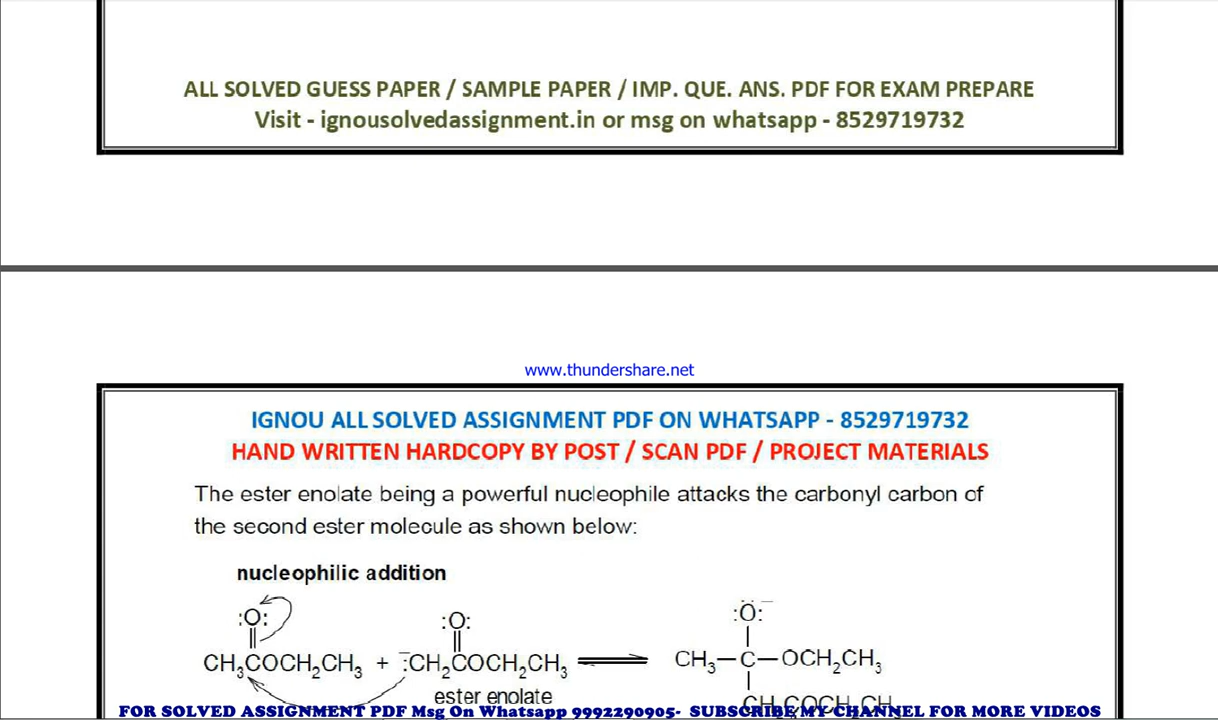 ALL SOLVED GUESS PAPER / SAMPLE PAPER / IMP. QUE. ANS. PDF FOR EXAM PREPARE
Visit - ignousolvedassignment.in or msg on whatsapp - 8529719732
www.thundershare.net
IGNOU ALL SOLVED ASSIGNMENT PDF ON WHATSAPP - 8529719732
HAND WRITTEN HARDCOPY BY POST / SCAN PDF / PROJECT MATERIALS
The ester enolate being a powerful nucleophile attacks the carbonyl carbon of
the second ester molecule as shown below:
nucleophilic addition
:O: :O: :Ö:⁻
CH₃COCH₂CH₃ + ⁻:CH₂COCH₂CH₃ ⇌ CH₃—C—OCH₂CH₃
ester enolate
FOR SOLVED ASSIGNMENT PDF Msg On Whatsapp 9992290905- SUBSCRIBE MY CHANNEL FOR MORE VIDEOS